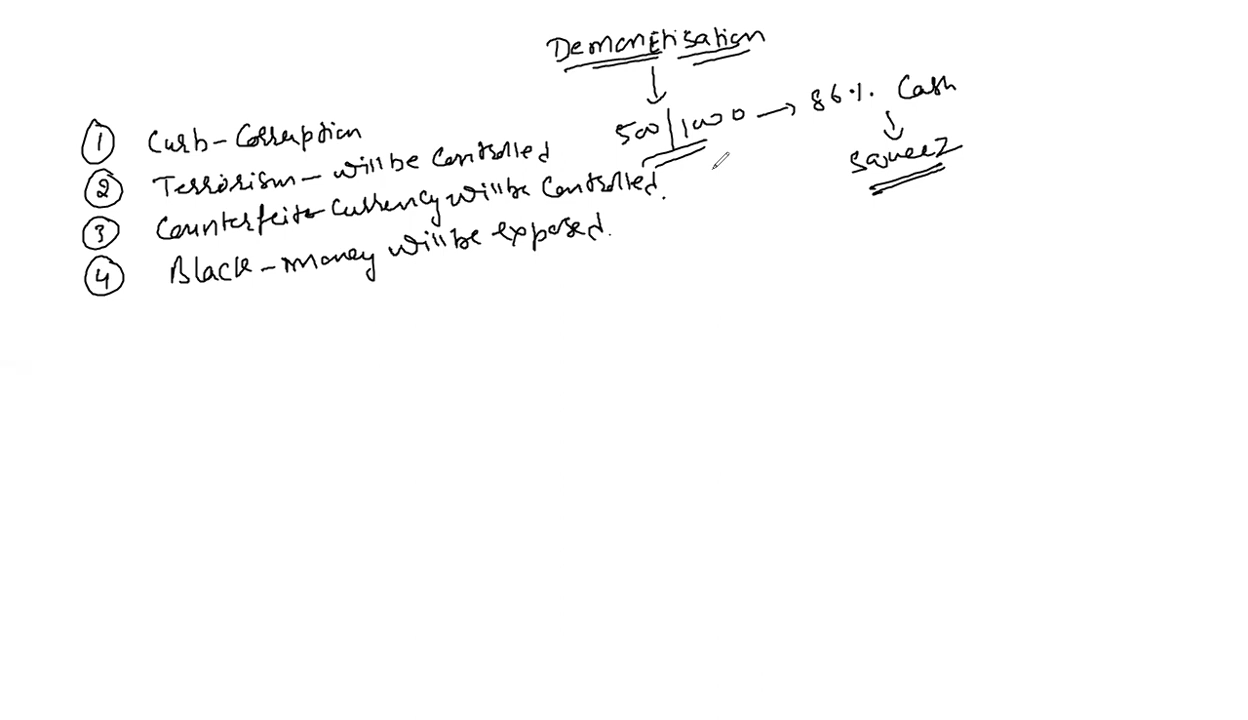 DemonEtisation
500/1000 → 86%. Cash
Squeez
① Curb-Corruption
② Terrorism- will be Controlled
③ Counterfeit- Currency will be Controlled.
④ Black-money will be exposed.